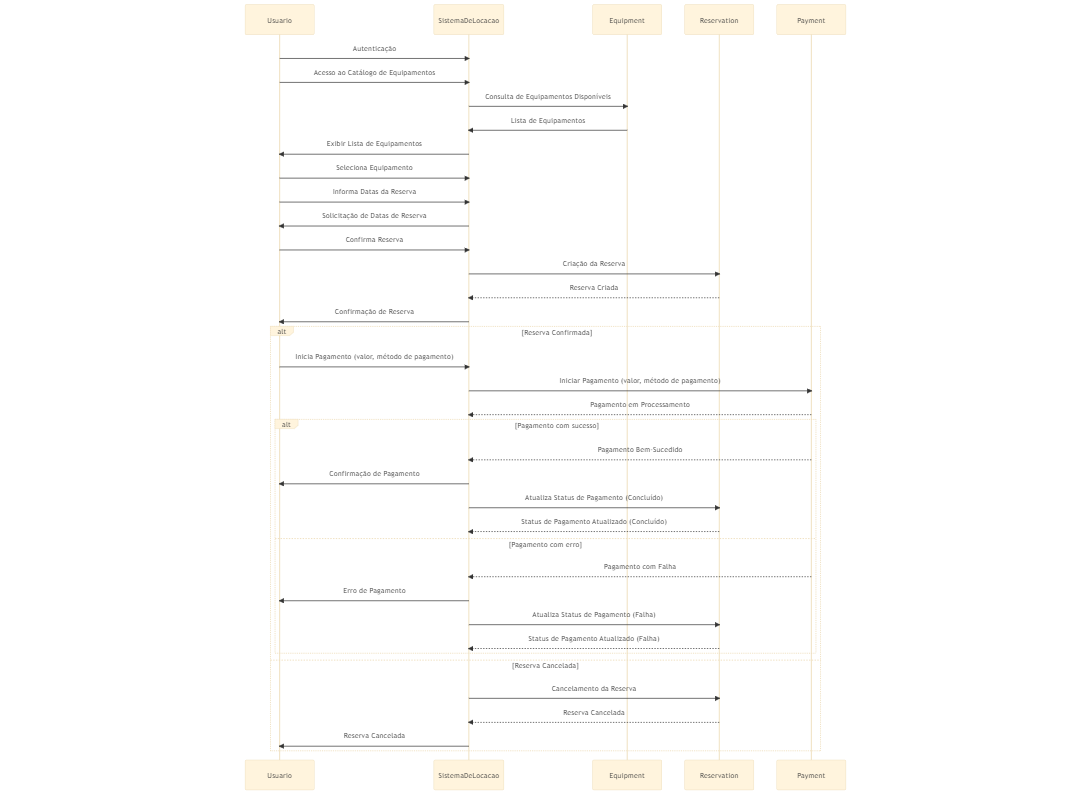 Usuario
SistemaDeLocacao
Equipment
Reservation
Payment
Autenticação
Acesso ao Catálogo de Equipamentos
Consulta de Equipamentos Disponíveis
Lista de Equipamentos
Exibir Lista de Equipamentos
Seleciona Equipamento
Informa Datas da Reserva
Solicitação de Datas de Reserva
Confirma Reserva
Criação da Reserva
Reserva Criada
Confirmação de Reserva
alt
[Reserva Confirmada]
Inicia Pagamento (valor, método de pagamento)
Iniciar Pagamento (valor, método de pagamento)
Pagamento em Processamento
alt
[Pagamento com sucesso]
Pagamento Bem-Sucedido
Confirmação de Pagamento
Atualiza Status de Pagamento (Concluído)
Status de Pagamento Atualizado (Concluído)
[Pagamento com erro]
Pagamento com Falha
Erro de Pagamento
Atualiza Status de Pagamento (Falha)
Status de Pagamento Atualizado (Falha)
[Reserva Cancelada]
Cancelamento da Reserva
Reserva Cancelada
Reserva Cancelada
Usuario
SistemaDeLocacao
Equipment
Reservation
Payment